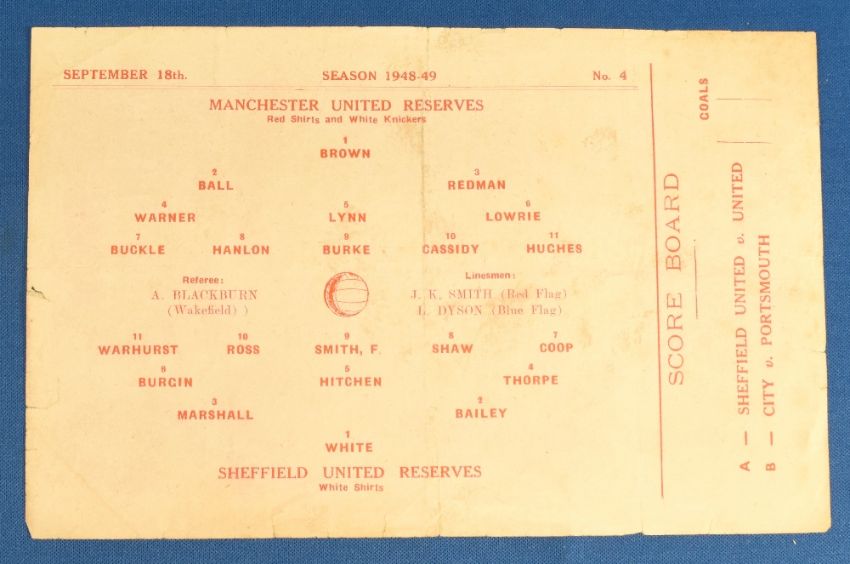 SEPTEMBER 18th. SEASON 1948-49 No. 4
MANCHESTER UNITED RESERVES
Red Shirts and White Knickers
1
BROWN
2 3
BALL REDMAN
4 5 6
WARNER LYNN LOWRIE
7 8 9 10 11
BUCKLE HANLON BURKE CASSIDY HUGHES
Referee: Linesmen:
A. BLACKBURN J. K. SMITH (Red Flag)
(Wakefield) ) L. DYSON (Blue Flag)
11 10 9 8 7
WARHURST ROSS SMITH, F. SHAW COOP
6 5 4
BURGIN HITCHEN THORPE
3 2
MARSHALL BAILEY
1
WHITE
SHEFFIELD UNITED RESERVES
White Shirts
SCORE BOARD
GOALS
A — SHEFFIELD UNITED v. UNITED
B — CITY v. PORTSMOUTH